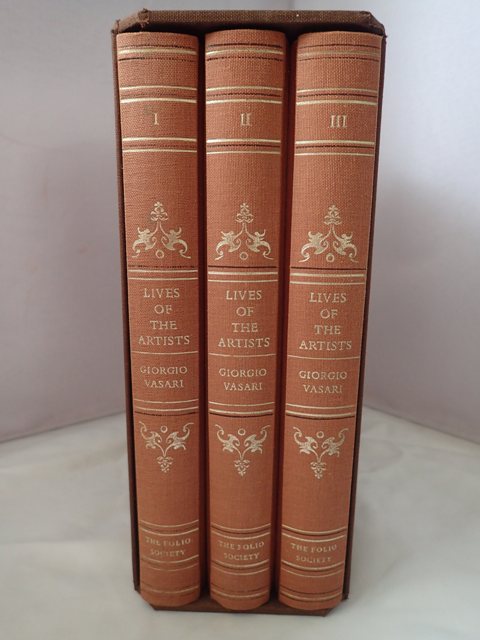 I
LIVES
OF
THE
ARTISTS
GIORGIO
VASARI
THE FOLIO
SOCIETY
II
LIVES
OF
THE
ARTISTS
GIORGIO
VASARI
THE FOLIO
SOCIETY
III
LIVES
OF
THE
ARTISTS
GIORGIO
VASARI
THE FOLIO
SOCIETY